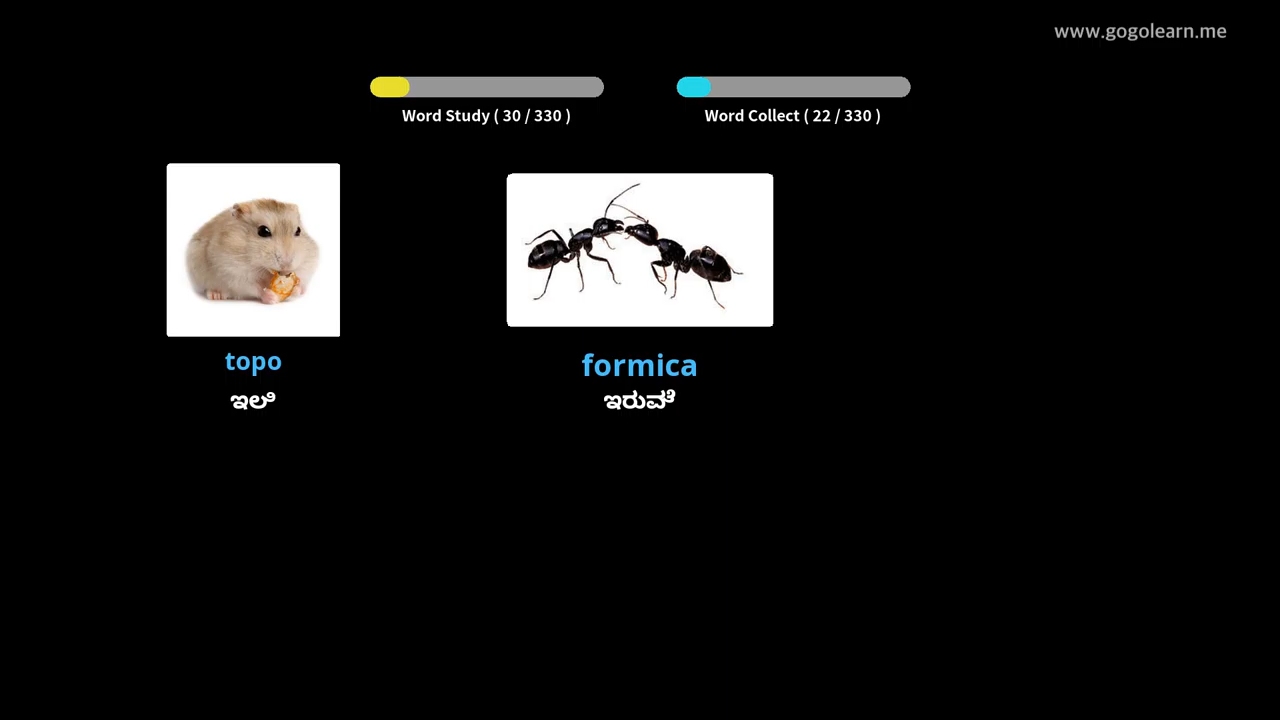 www.gogolearn.me
Word Study ( 30 / 330 )
Word Collect ( 22 / 330 )
topo
formica
ಇಲಿ
ಇರುವೆ